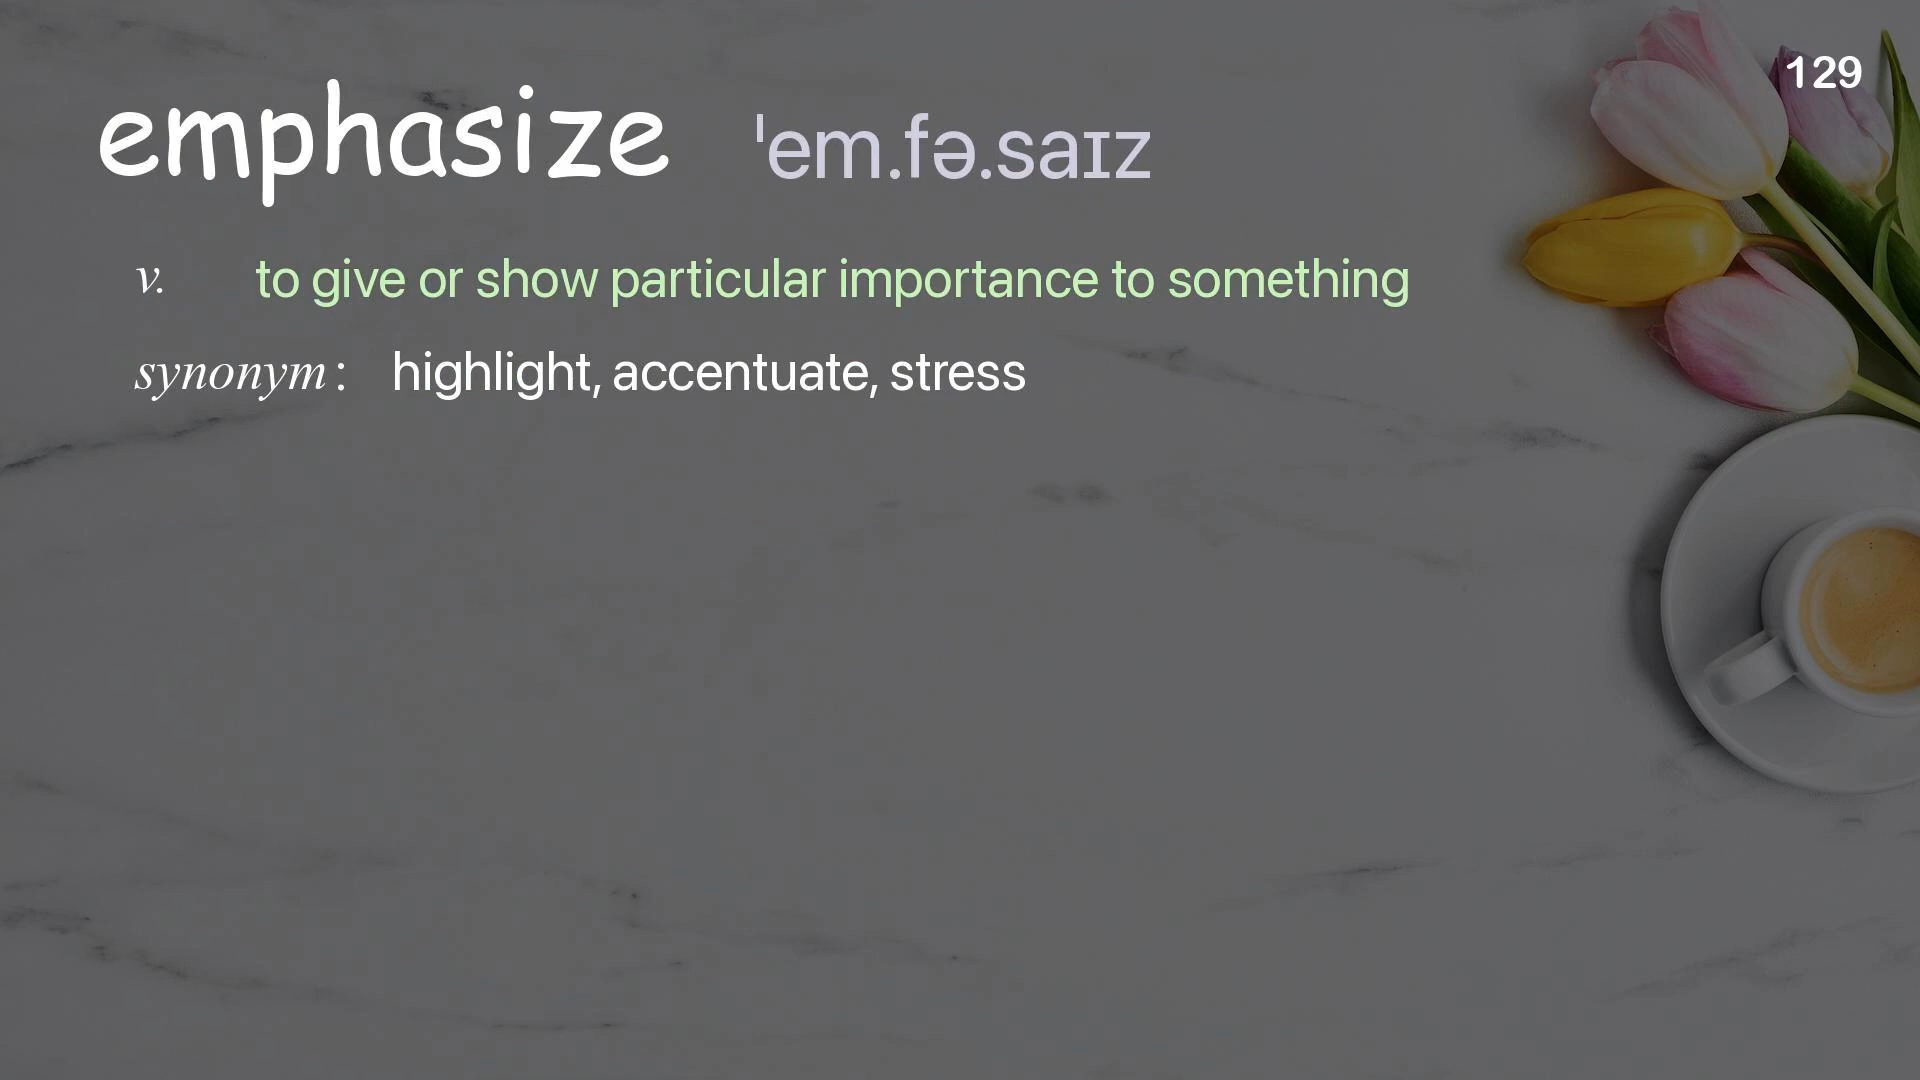 129
emphasize ˈem.fə.saɪz
v. to give or show particular importance to something
synonym : highlight, accentuate, stress